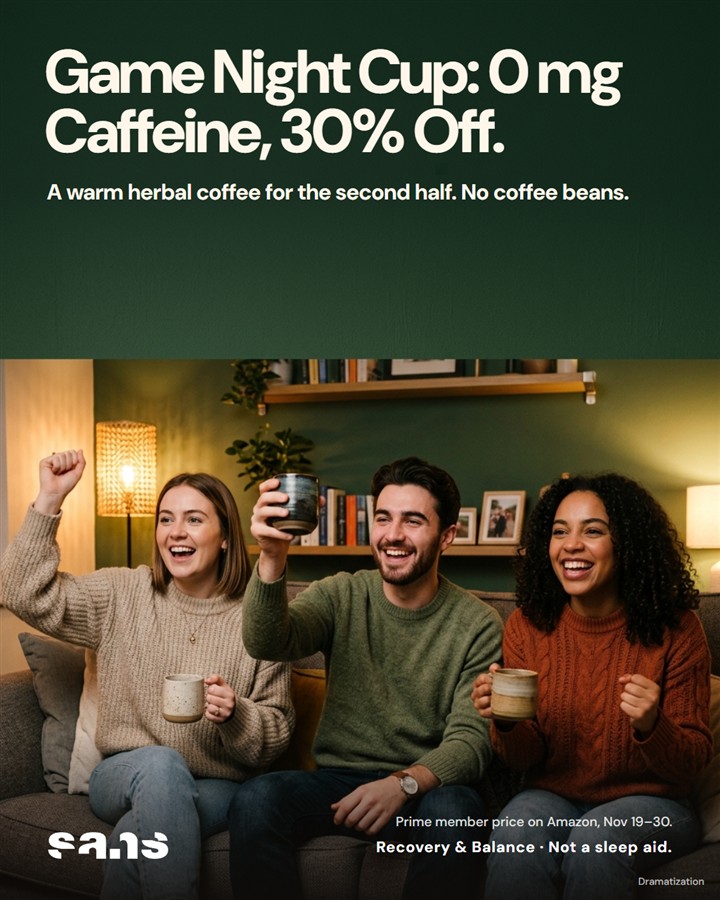 Game Night Cup: 0 mg
Caffeine, 30% Off.
A warm herbal coffee for the second half. No coffee beans.
Prime member price on Amazon, Nov 19–30.
sans
Recovery & Balance · Not a sleep aid.
Dramatization